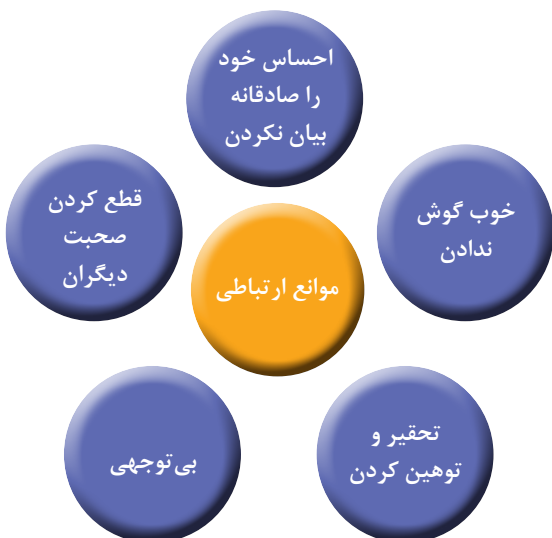 احساس خود
را صادقانه
بیان نکردن
خوب گوش
ندادن
قطع کردن
صحبت
دیگران
موانع ارتباطی
تحقیر و
توهین کردن
بی‌توجهی